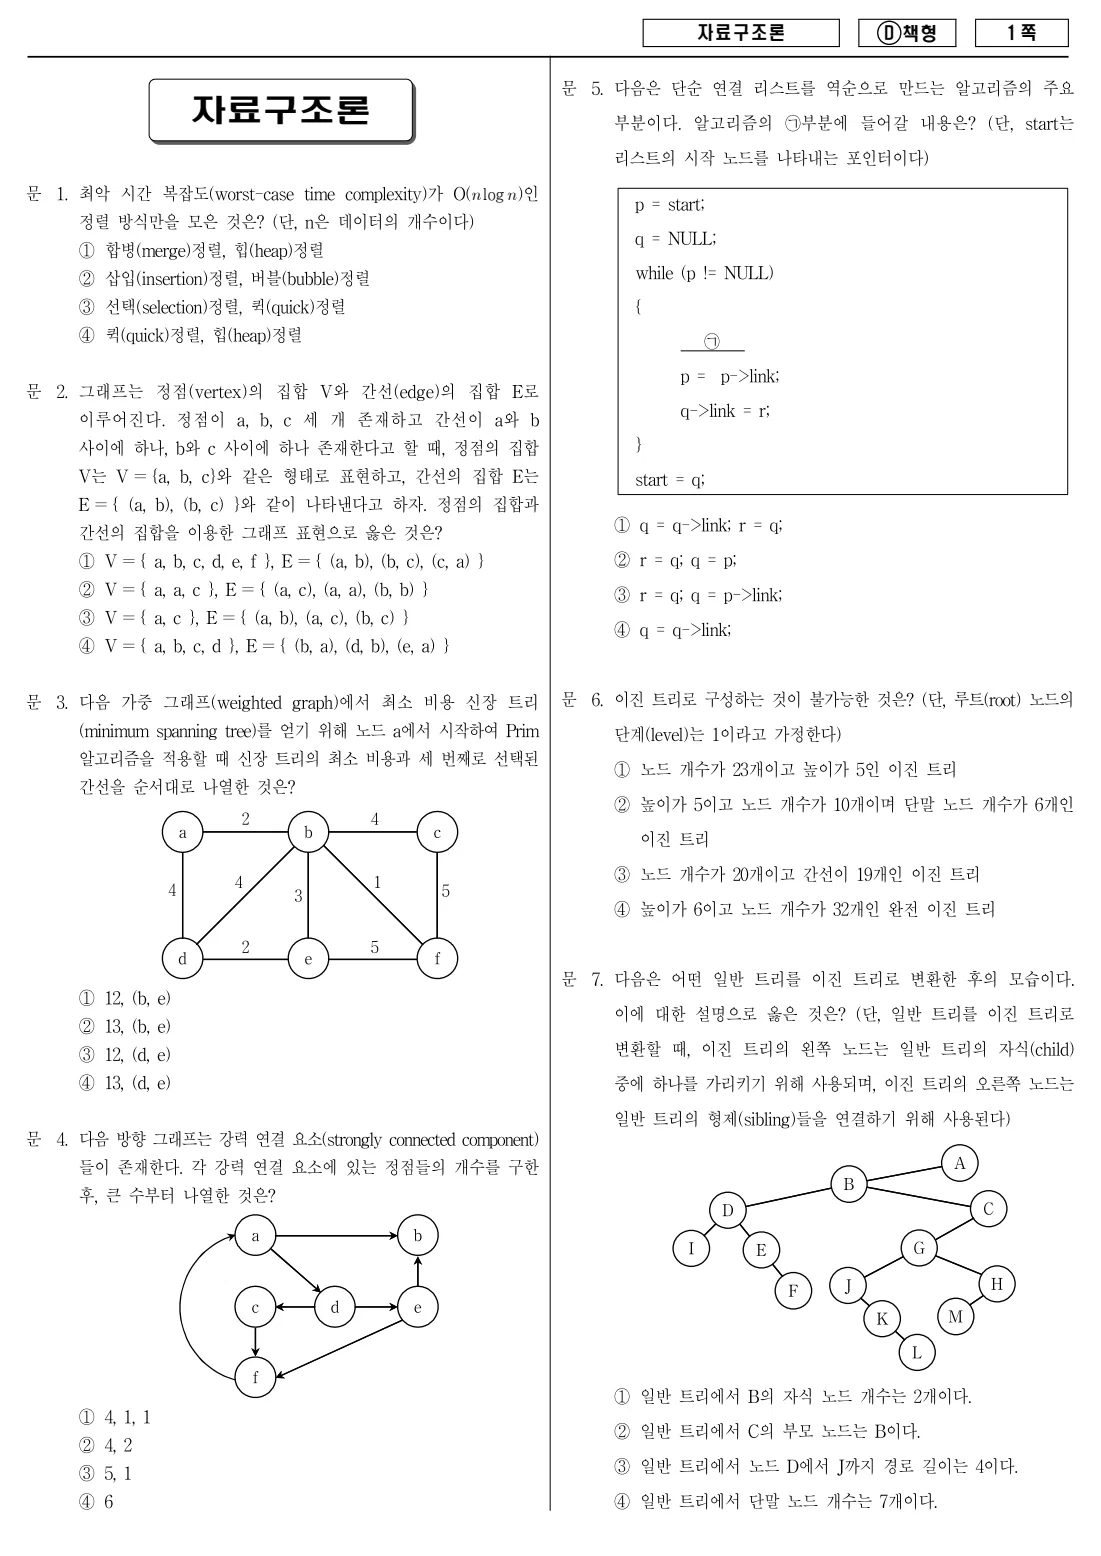 자료구조론
Ⓓ책형
1쪽
자료구조론
문 1. 최악 시간 복잡도(worst-case time complexity)가 O(n log n)인
정렬 방식만을 모은 것은? (단, n은 데이터의 개수이다)
① 합병(merge)정렬, 힙(heap)정렬
② 삽입(insertion)정렬, 버블(bubble)정렬
③ 선택(selection)정렬, 퀵(quick)정렬
④ 퀵(quick)정렬, 힙(heap)정렬
문 2. 그래프는 정점(vertex)의 집합 V와 간선(edge)의 집합 E로
이루어진다. 정점이 a, b, c 세 개 존재하고 간선이 a와 b
사이에 하나, b와 c 사이에 하나 존재한다고 할 때, 정점의 집합
V는 V = {a, b, c}와 같은 형태로 표현하고, 간선의 집합 E는
E = { (a, b), (b, c) }와 같이 나타낸다고 하자. 정점의 집합과
간선의 집합을 이용한 그래프 표현으로 옳은 것은?
① V = { a, b, c, d, e, f }, E = { (a, b), (b, c), (c, a) }
② V = { a, a, c }, E = { (a, c), (a, a), (b, b) }
③ V = { a, c }, E = { (a, b), (a, c), (b, c) }
④ V = { a, b, c, d }, E = { (b, a), (d, b), (e, a) }
문 3. 다음 가중 그래프(weighted graph)에서 최소 비용 신장 트리
(minimum spanning tree)를 얻기 위해 노드 a에서 시작하여 Prim
알고리즘을 적용할 때 신장 트리의 최소 비용과 세 번째로 선택된
간선을 순서대로 나열한 것은?
a 2 b 4 c
4 4 3 1 5
d 2 e 5 f
① 12, (b, e)
② 13, (b, e)
③ 12, (d, e)
④ 13, (d, e)
문 4. 다음 방향 그래프는 강력 연결 요소(strongly connected component)
들이 존재한다. 각 강력 연결 요소에 있는 정점들의 개수를 구한
후, 큰 수부터 나열한 것은?
a b
c d e
f
① 4, 1, 1
② 4, 2
③ 5, 1
④ 6
문 5. 다음은 단순 연결 리스트를 역순으로 만드는 알고리즘의 주요
부분이다. 알고리즘의 ㉠부분에 들어갈 내용은? (단, start는
리스트의 시작 노드를 나타내는 포인터이다)
p = start;
q = NULL;
while (p != NULL)
{
㉠
p = p->link;
q->link = r;
}
start = q;
① q = q->link; r = q;
② r = q; q = p;
③ r = q; q = p->link;
④ q = q->link;
문 6. 이진 트리로 구성하는 것이 불가능한 것은? (단, 루트(root) 노드의
단계(level)는 1이라고 가정한다)
① 노드 개수가 23개이고 높이가 5인 이진 트리
② 높이가 5이고 노드 개수가 10개이며 단말 노드 개수가 6개인
이진 트리
③ 노드 개수가 20개이고 간선이 19개인 이진 트리
④ 높이가 6이고 노드 개수가 32개인 완전 이진 트리
문 7. 다음은 어떤 일반 트리를 이진 트리로 변환한 후의 모습이다.
이에 대한 설명으로 옳은 것은? (단, 일반 트리를 이진 트리로
변환할 때, 이진 트리의 왼쪽 노드는 일반 트리의 자식(child)
중에 하나를 가리키기 위해 사용되며, 이진 트리의 오른쪽 노드는
일반 트리의 형제(sibling)들을 연결하기 위해 사용된다)
A
B
D C
I E G
F J H
K M
L
① 일반 트리에서 B의 자식 노드 개수는 2개이다.
② 일반 트리에서 C의 부모 노드는 B이다.
③ 일반 트리에서 노드 D에서 J까지 경로 길이는 4이다.
④ 일반 트리에서 단말 노드 개수는 7개이다.